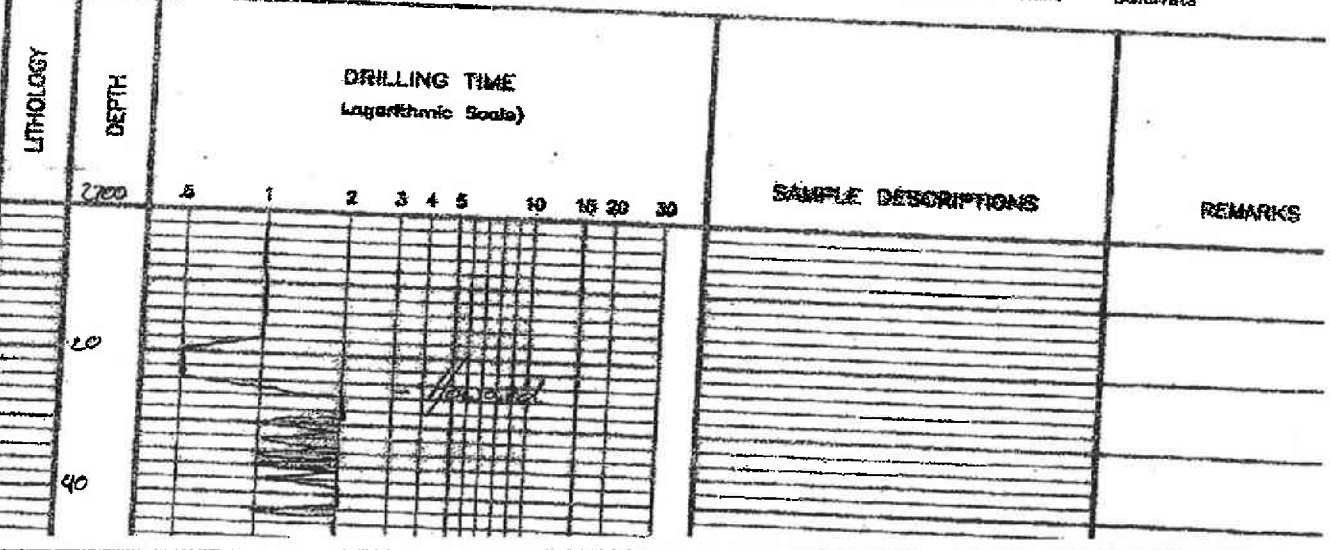 LITHOLOGY
DEPTH
DRILLING TIME
Logarithmic Scale)
2700
.5 1 2 3 4 5 10 15 20 30
SAMPLE DESCRIPTIONS
REMARKS
20
- Howard
40